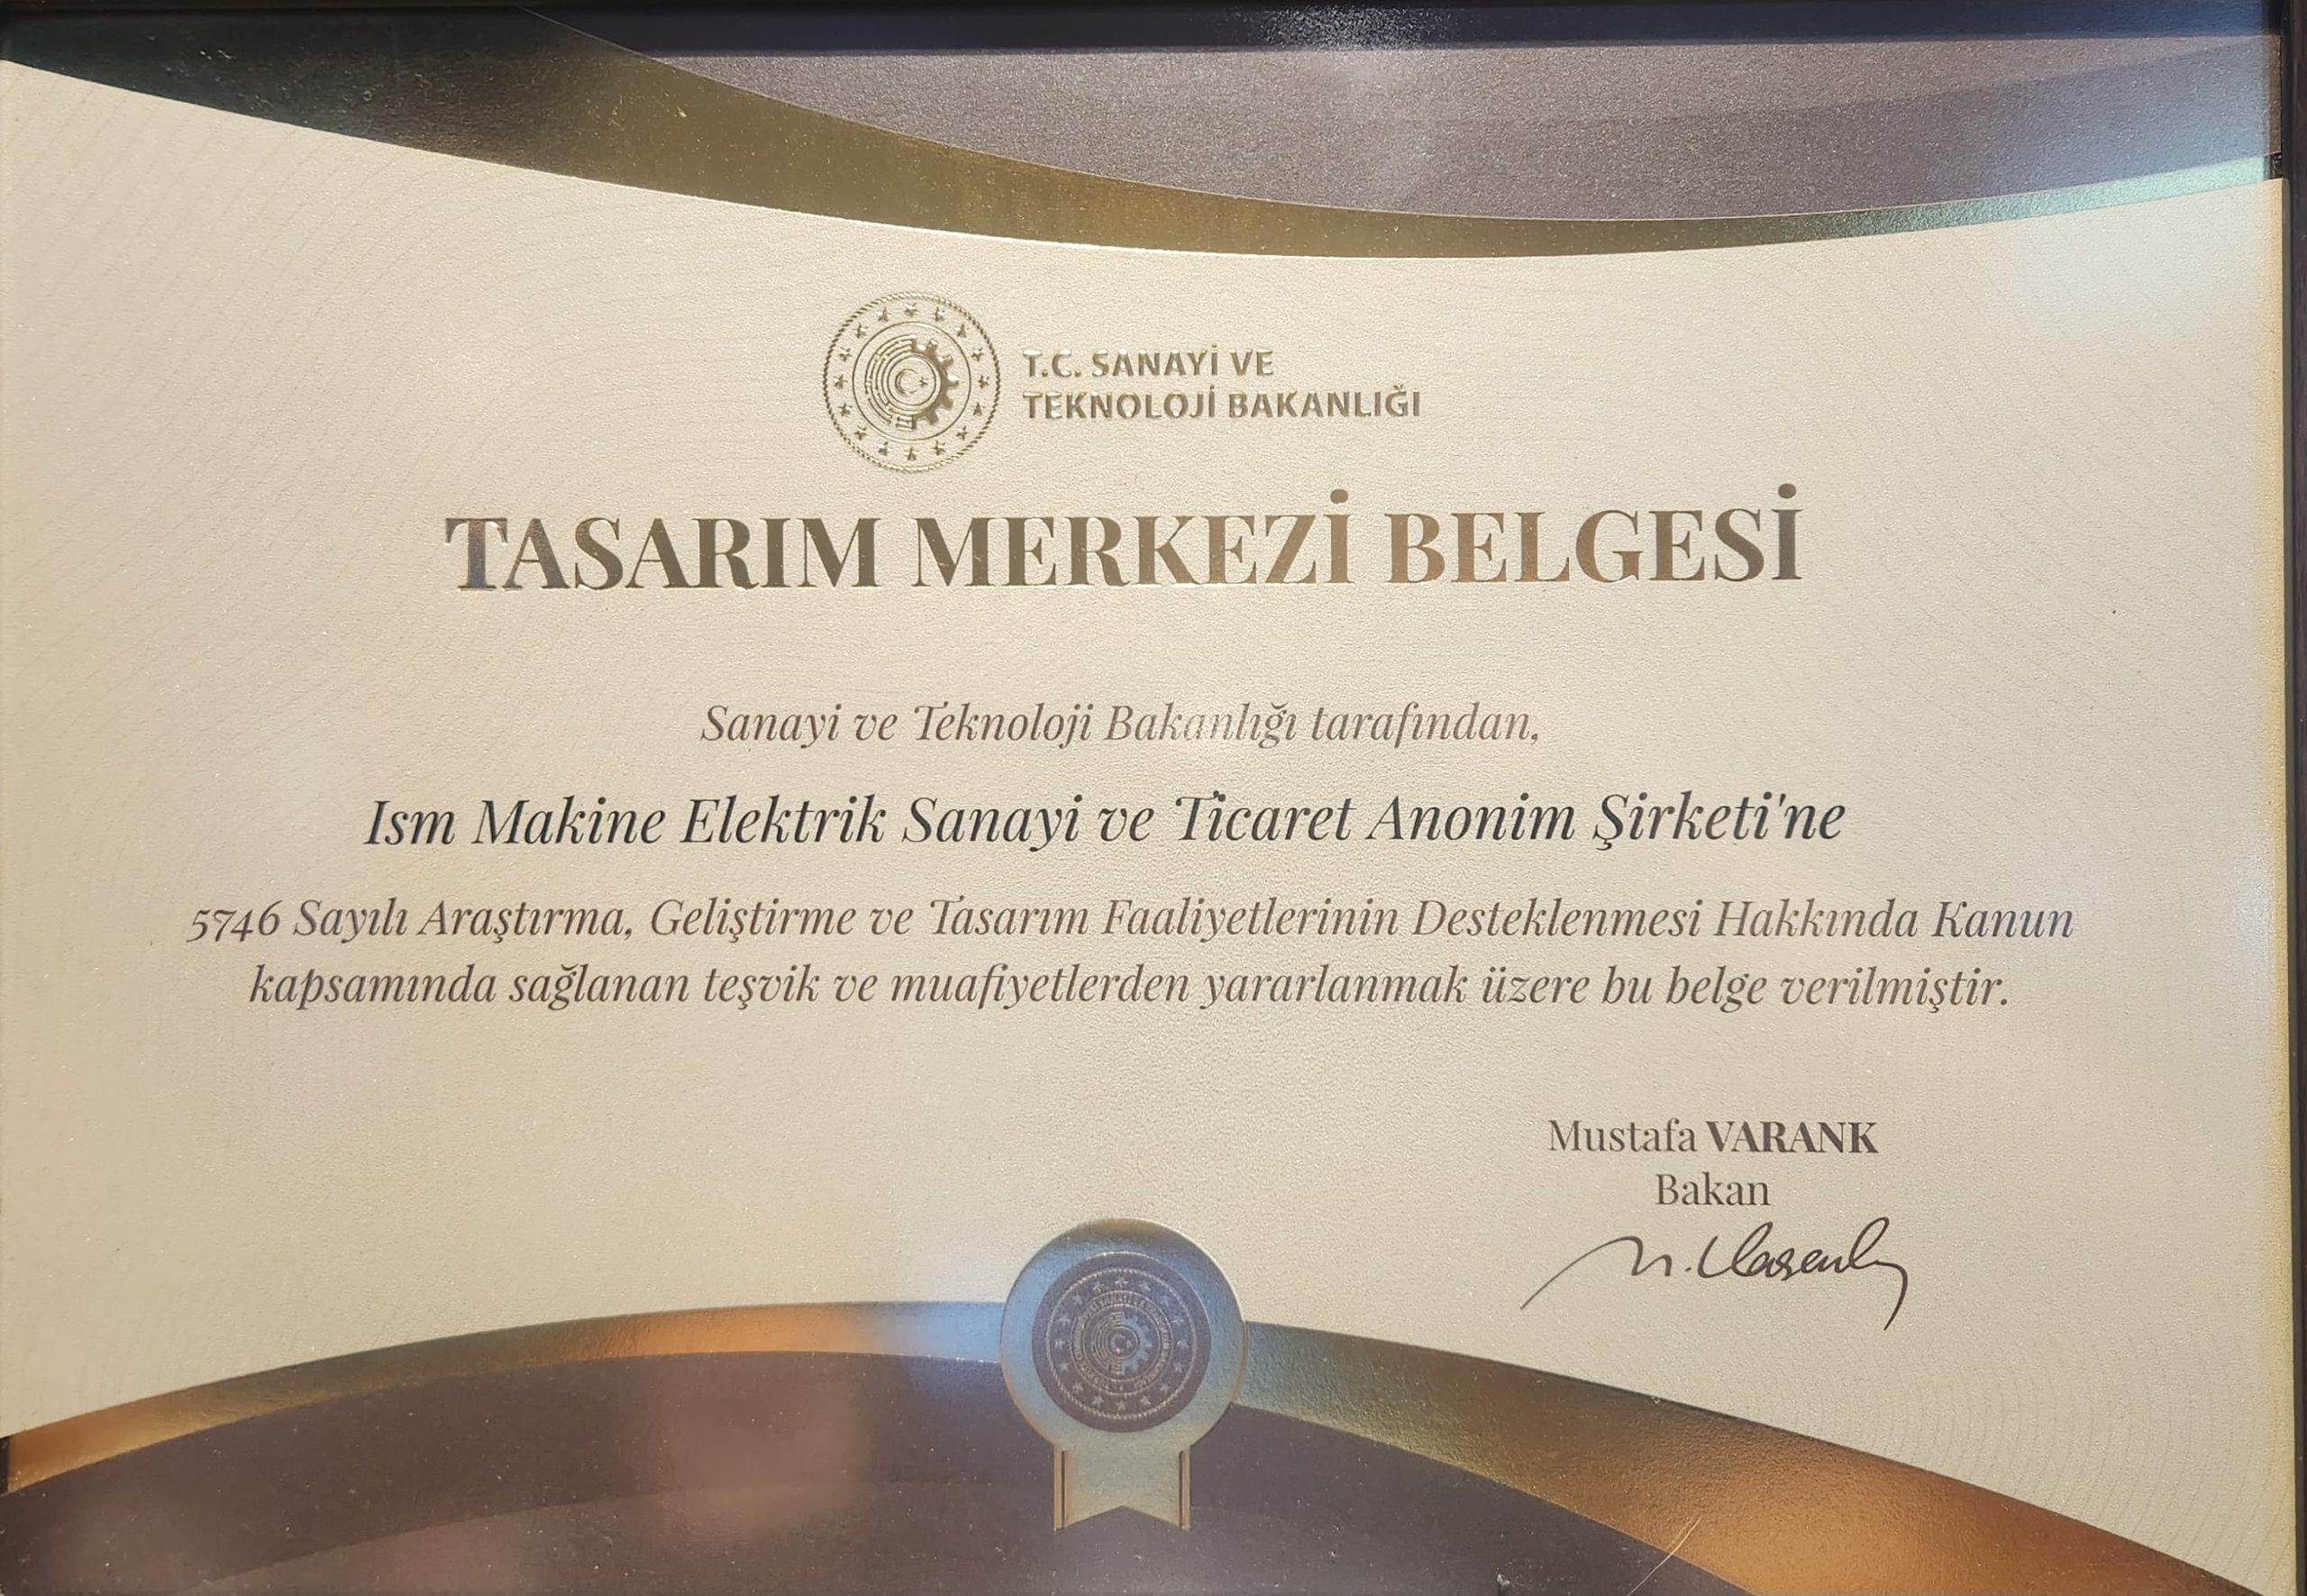 T.C. SANAYİ VE
TEKNOLOJİ BAKANLIĞI
TASARIM MERKEZİ BELGESİ
Sanayi ve Teknoloji Bakanlığı tarafından,
Ism Makine Elektrik Sanayi ve Ticaret Anonim Şirketi'ne
5746 Sayılı Araştırma, Geliştirme ve Tasarım Faaliyetlerinin Desteklenmesi Hakkında Kanun
kapsamında sağlanan teşvik ve muafiyetlerden yararlanmak üzere bu belge verilmiştir.
Mustafa VARANK
Bakan